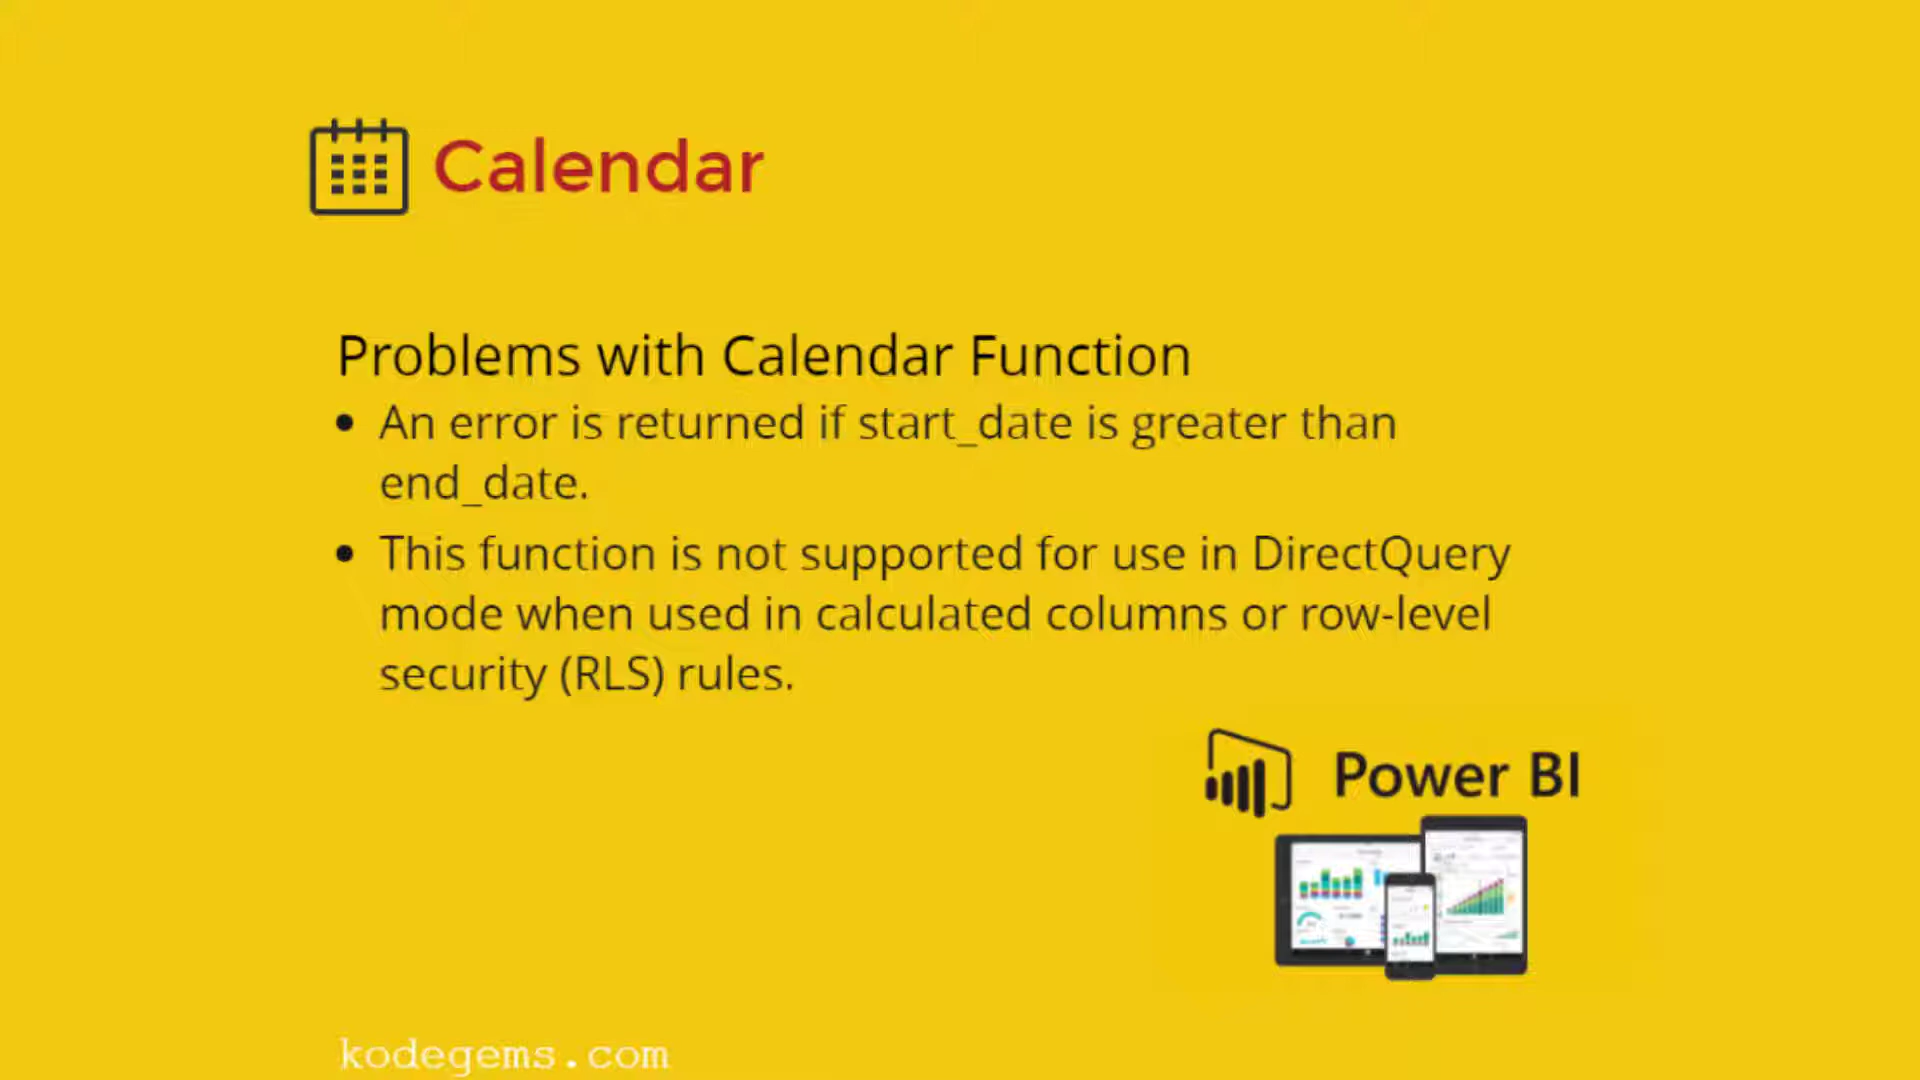 Calendar
Problems with Calendar Function
• An error is returned if start_date is greater than
end_date.
• This function is not supported for use in DirectQuery
mode when used in calculated columns or row-level
security (RLS) rules.
Power BI
kodegems.com